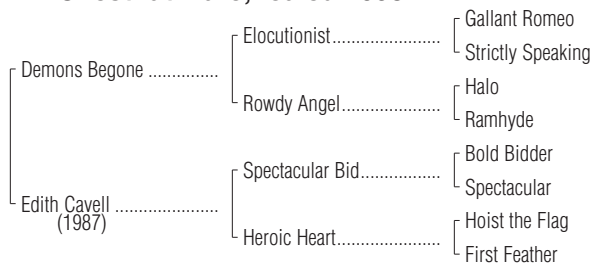 Gallant Romeo
Elocutionist
Strictly Speaking
Demons Begone
Halo
Rowdy Angel
Ramhyde
Bold Bidder
Spectacular Bid
Spectacular
Edith Cavell
(1987)
Hoist the Flag
Heroic Heart
First Feather